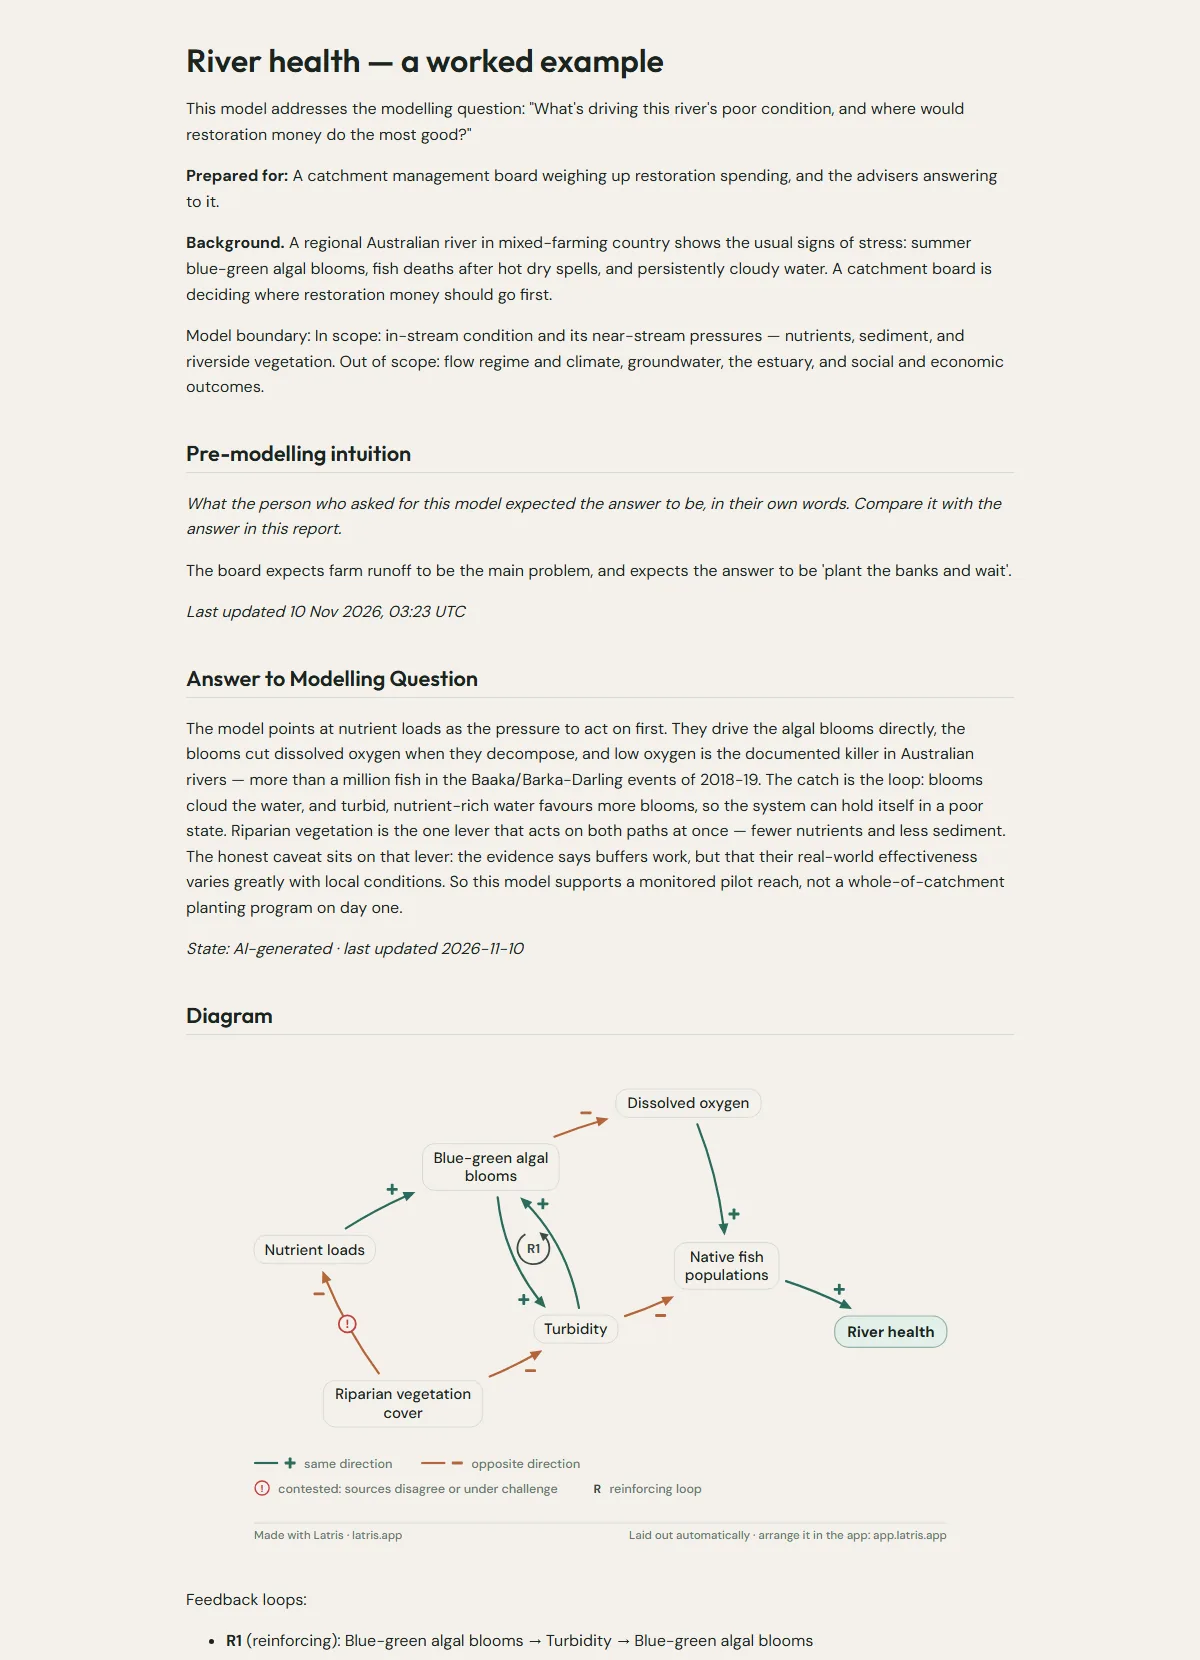 River health — a worked example
This model addresses the modelling question: "What's driving this river's poor condition, and where would
restoration money do the most good?"
Prepared for: A catchment management board weighing up restoration spending, and the advisers answering
to it.
Background. A regional Australian river in mixed-farming country shows the usual signs of stress: summer
blue-green algal blooms, fish deaths after hot dry spells, and persistently cloudy water. A catchment board is
deciding where restoration money should go first.
Model boundary: In scope: in-stream condition and its near-stream pressures — nutrients, sediment, and
riverside vegetation. Out of scope: flow regime and climate, groundwater, the estuary, and social and economic
outcomes.
Pre-modelling intuition
What the person who asked for this model expected the answer to be, in their own words. Compare it with the
answer in this report.
The board expects farm runoff to be the main problem, and expects the answer to be 'plant the banks and wait'.
Last updated 10 Nov 2026, 03:23 UTC
Answer to Modelling Question
The model points at nutrient loads as the pressure to act on first. They drive the algal blooms directly, the
blooms cut dissolved oxygen when they decompose, and low oxygen is the documented killer in Australian
rivers — more than a million fish in the Baaka/Barka-Darling events of 2018-19. The catch is the loop: blooms
cloud the water, and turbid, nutrient-rich water favours more blooms, so the system can hold itself in a poor
state. Riparian vegetation is the one lever that acts on both paths at once — fewer nutrients and less sediment.
The honest caveat sits on that lever: the evidence says buffers work, but that their real-world effectiveness
varies greatly with local conditions. So this model supports a monitored pilot reach, not a whole-of-catchment
planting program on day one.
State: AI-generated · last updated 2026-11-10
Diagram
Dissolved oxygen
−
Blue-green algal
blooms
+
+
+
Nutrient loads
R1
Native fish
populations
−
+
+
!
Turbidity
−
River health
−
Riparian vegetation
cover
+ same direction
− opposite direction
! contested: sources disagree or under challenge
R reinforcing loop
Made with Latris · latris.app
Laid out automatically · arrange it in the app: app.latris.app
Feedback loops:
• R1 (reinforcing): Blue-green algal blooms → Turbidity → Blue-green algal blooms